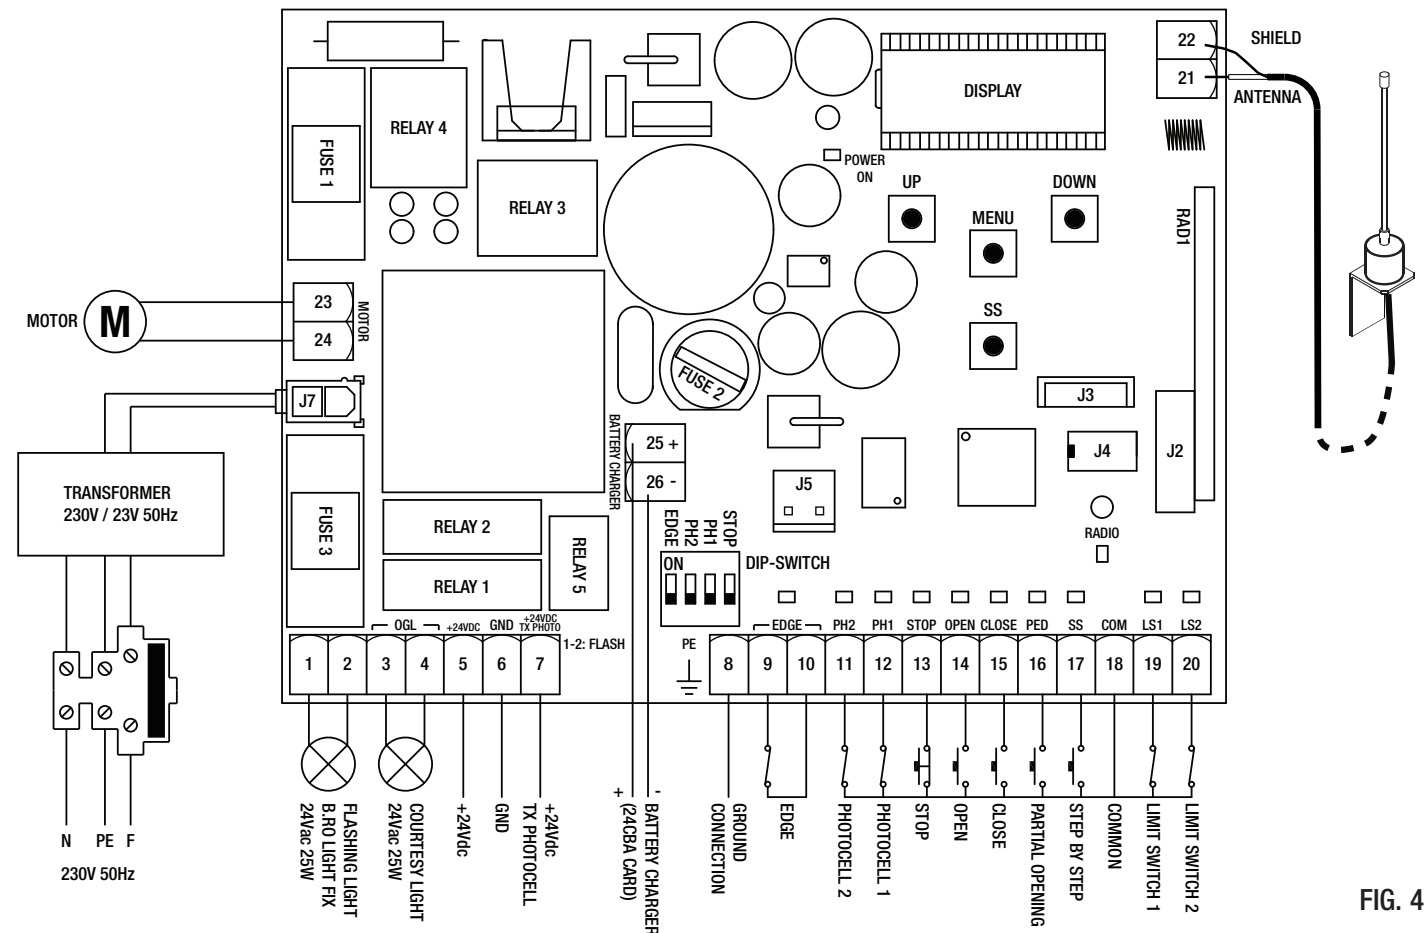 22
SHIELD
21
ANTENNA
DISPLAY
RELAY 4
FUSE 1
POWER
ON
UP
DOWN
MENU
RELAY 3
RAD1
SS
MOTOR
M
23
24
MOTOR
FUSE 2
J7
J3
J4
J2
BATTERY CHARGER
25 +
26 -
J5
RADIO
TRANSFORMER
230V / 23V 50Hz
FUSE 3
RELAY 2
RELAY 1
RELAY 5
EDGE
PH2
PH1
STOP
ON
DIP-SWITCH
OGL
+24VDC
GND
+24VDC
TX PHOTO
1-2: FLASH
PE
EDGE
PH2
PH1
STOP
OPEN
CLOSE
PED
SS
COM
LS1
LS2
1
2
3
4
5
6
7
8
9
10
11
12
13
14
15
16
17
18
19
20
N
PE
F
230V 50Hz
FLASHING LIGHT
B.RO LIGHT FIX
24Vac 25W
COURTESY LIGHT
24Vac 25W
+24Vdc
GND
+24Vdc
TX PHOTOCELL
+ -
BATTERY CHARGER
(24CBA CARD)
GROUND
CONNECTION
EDGE
PHOTOCELL 2
PHOTOCELL 1
STOP
OPEN
CLOSE
PARTIAL OPENING
STEP BY STEP
COMMON
LIMIT SWITCH 1
LIMIT SWITCH 2
FIG. 4